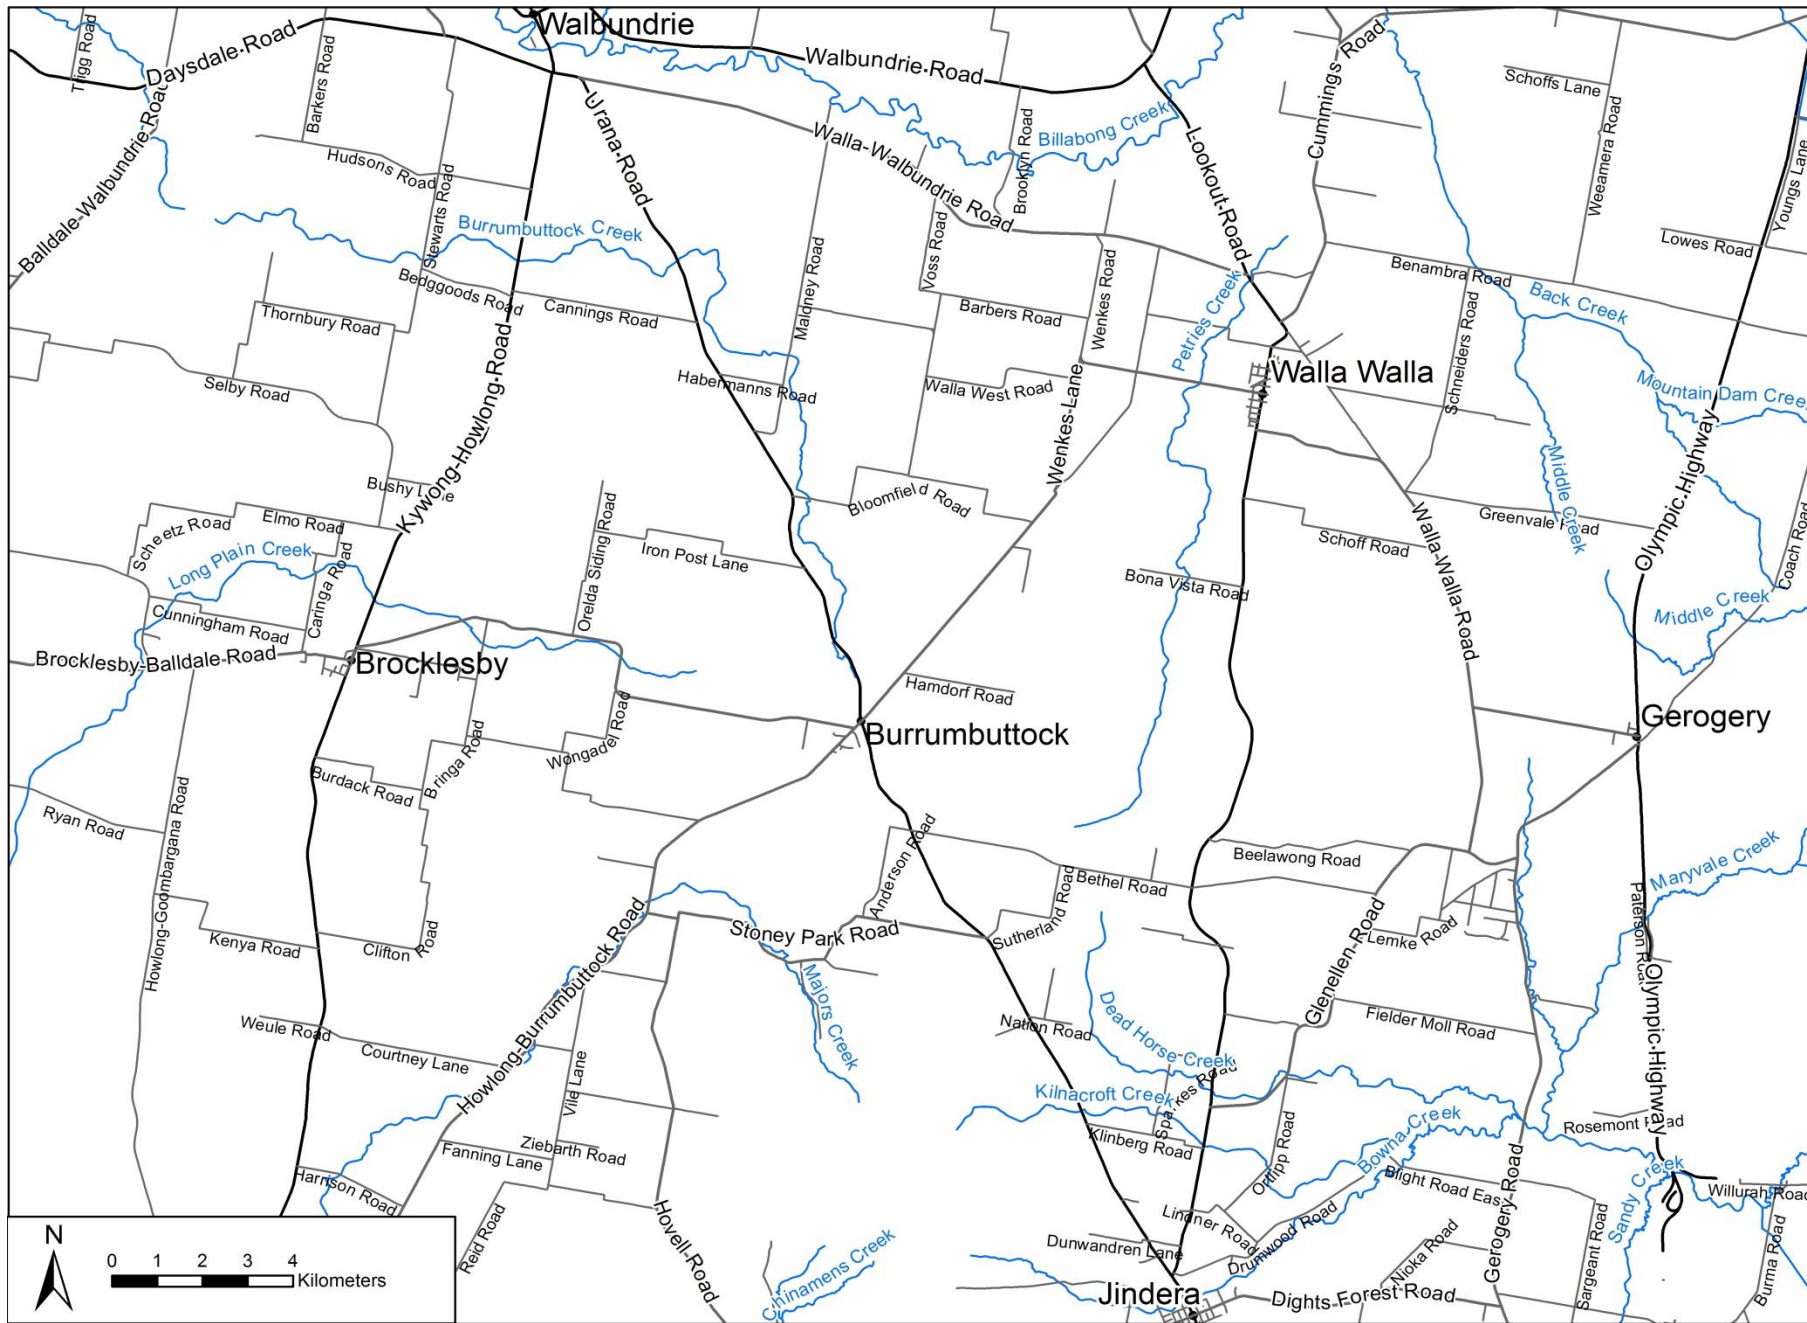 Walbundrie
Trigg Road
Daysdale Road
Barkers Road
Walbundrie Road
Cummings Road
Schoffs Lane
Weeamera Road
Youngs Lane
Balldale-Walbundrie Road
Hudsons Road
Stewarts Road
Urana Road
Walla-Walbundrie Road
Brooklyn Road
Billabong Creek
Lookout Road
Burrumbuttock Creek
Lowes Road
Benambra Road
Back Creek
Bedggoods Road
Cannings Road
Maloney Road
Voss Road
Barbers Road
Wenkes Road
Petries Creek
Schneiders Road
Thornbury Road
Kywong-Howlong Road
Selby Road
Habermanns Road
Walla West Road
Wenkes Lane
Walla Walla
Mountain Dam Creek
Olympic Highway
Middle Creek
Bushy Lane
Scheetz Road
Elmo Road
Long Plain Creek
Caringa Road
Orelda Siding Road
Iron Post Lane
Bloomfield Road
Bona Vista Road
Schoff Road
Greenvale Road
Walla-Walla Road
Middle Creek
Coach Road
Cunningham Road
Brocklesby-Balldale Road
Brocklesby
Hamdorf Road
Burrumbuttock
Gerogery
Wongadel Road
Bringa Road
Burdack Road
Ryan Road
Howlong-Goombargana Road
Anderson Road
Bethel Road
Beelawong Road
Maryvale Creek
Paterson Road
Kenya Road
Clifton Road
Howlong-Burrumbuttock Road
Stoney Park Road
Sutherland Road
Lemke Road
Glenellen Road
Majors Creek
Dead Horse Creek
Nation Road
Fielder Moll Road
Olympic Highway
Weule Road
Courtney Lane
Vile Lane
Kilnacroft Creek
Sparkes Road
Klinberg Road
Ortlipp Road
Bowna Creek
Rosemont Road
Fanning Lane
Ziebarth Road
Harrison Road
Blight Road East
Gerogery Road
Sandy Creek
Willurah Road
Reid Road
Hovell Road
Chinamens Creek
Lindner Road
Dunwandren Lane
Drumwood Road
Nioka Road
Sargeant Road
Burma Road
Jindera
Dights Forest Road
N
0 1 2 3 4
Kilometers